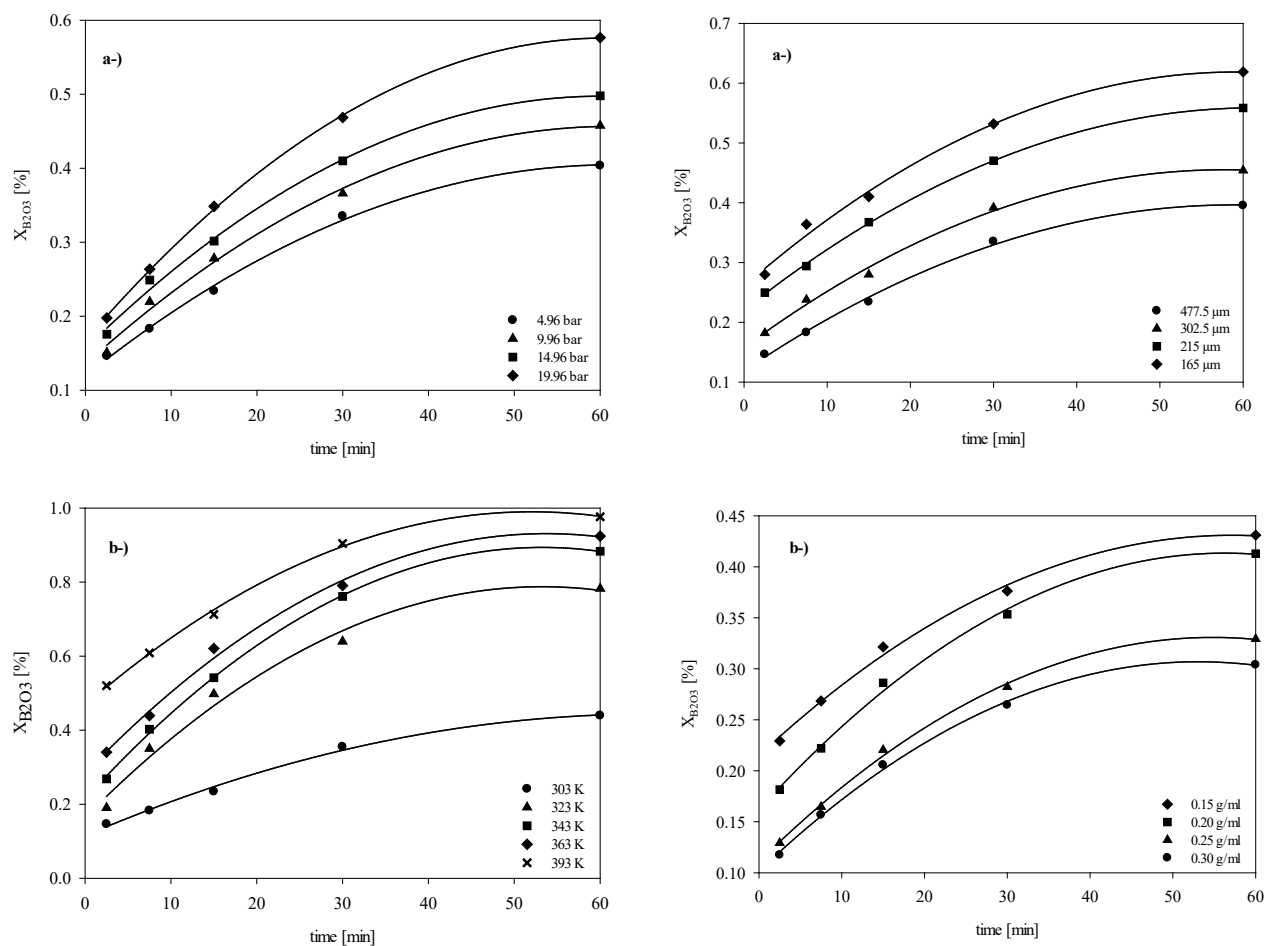 a-)
0.6
0.5
0.4
0.3
0.2
0.1
X_B2O3 [%]
0 10 20 30 40 50 60
time [min]
4.96 bar
9.96 bar
14.96 bar
19.96 bar
a-)
0.7
0.6
0.5
0.4
0.3
0.2
0.1
X_B2O3 [%]
0 10 20 30 40 50 60
time [min]
477.5 µm
302.5 µm
215 µm
165 µm
b-)
1.0
0.8
0.6
0.4
0.2
0.0
X_B2O3 [%]
0 10 20 30 40 50 60
time [min]
303 K
323 K
343 K
363 K
393 K
b-)
0.45
0.40
0.35
0.30
0.25
0.20
0.15
0.10
X_B2O3 [%]
0 10 20 30 40 50 60
time [min]
0.15 g/ml
0.20 g/ml
0.25 g/ml
0.30 g/ml